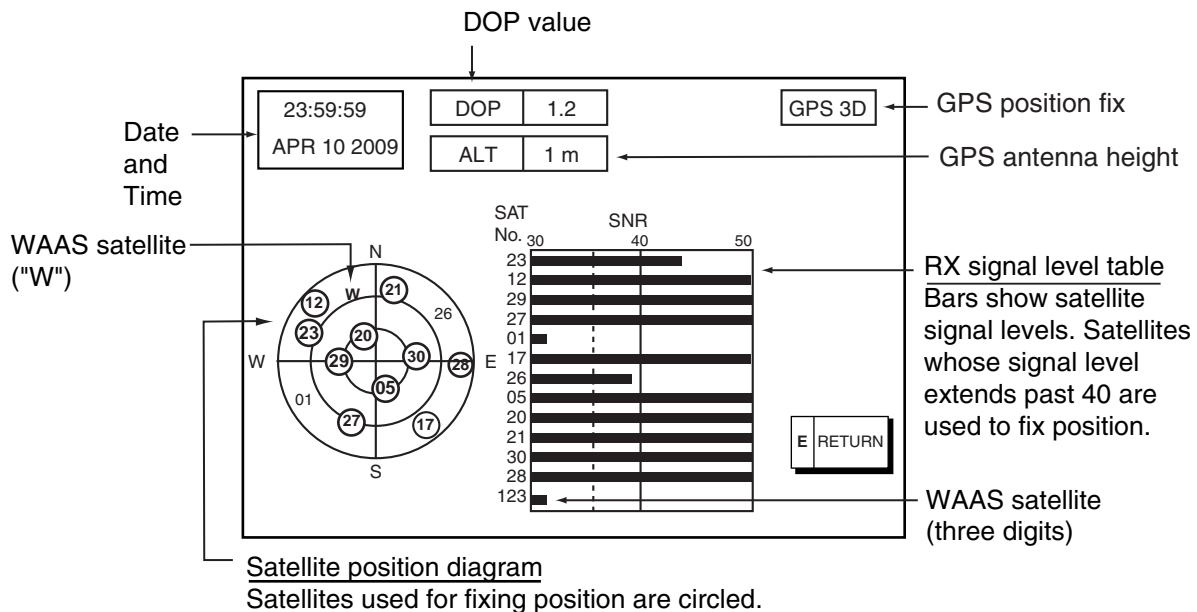 DOP value
23:59:59
APR 10 2009
DOP 1.2
ALT 1 m
GPS 3D
GPS position fix
GPS antenna height
Date
and
Time
WAAS satellite
("W")
N
W
E
S
W
21
12
26
23
20
29
30
28
05
01
27
17
SAT
No.
SNR
30 40 50
23
12
29
27
01
17
26
05
20
21
30
28
123
RX signal level table
Bars show satellite
signal levels. Satellites
whose signal level
extends past 40 are
used to fix position.
E RETURN
WAAS satellite
(three digits)
Satellite position diagram
Satellites used for fixing position are circled.